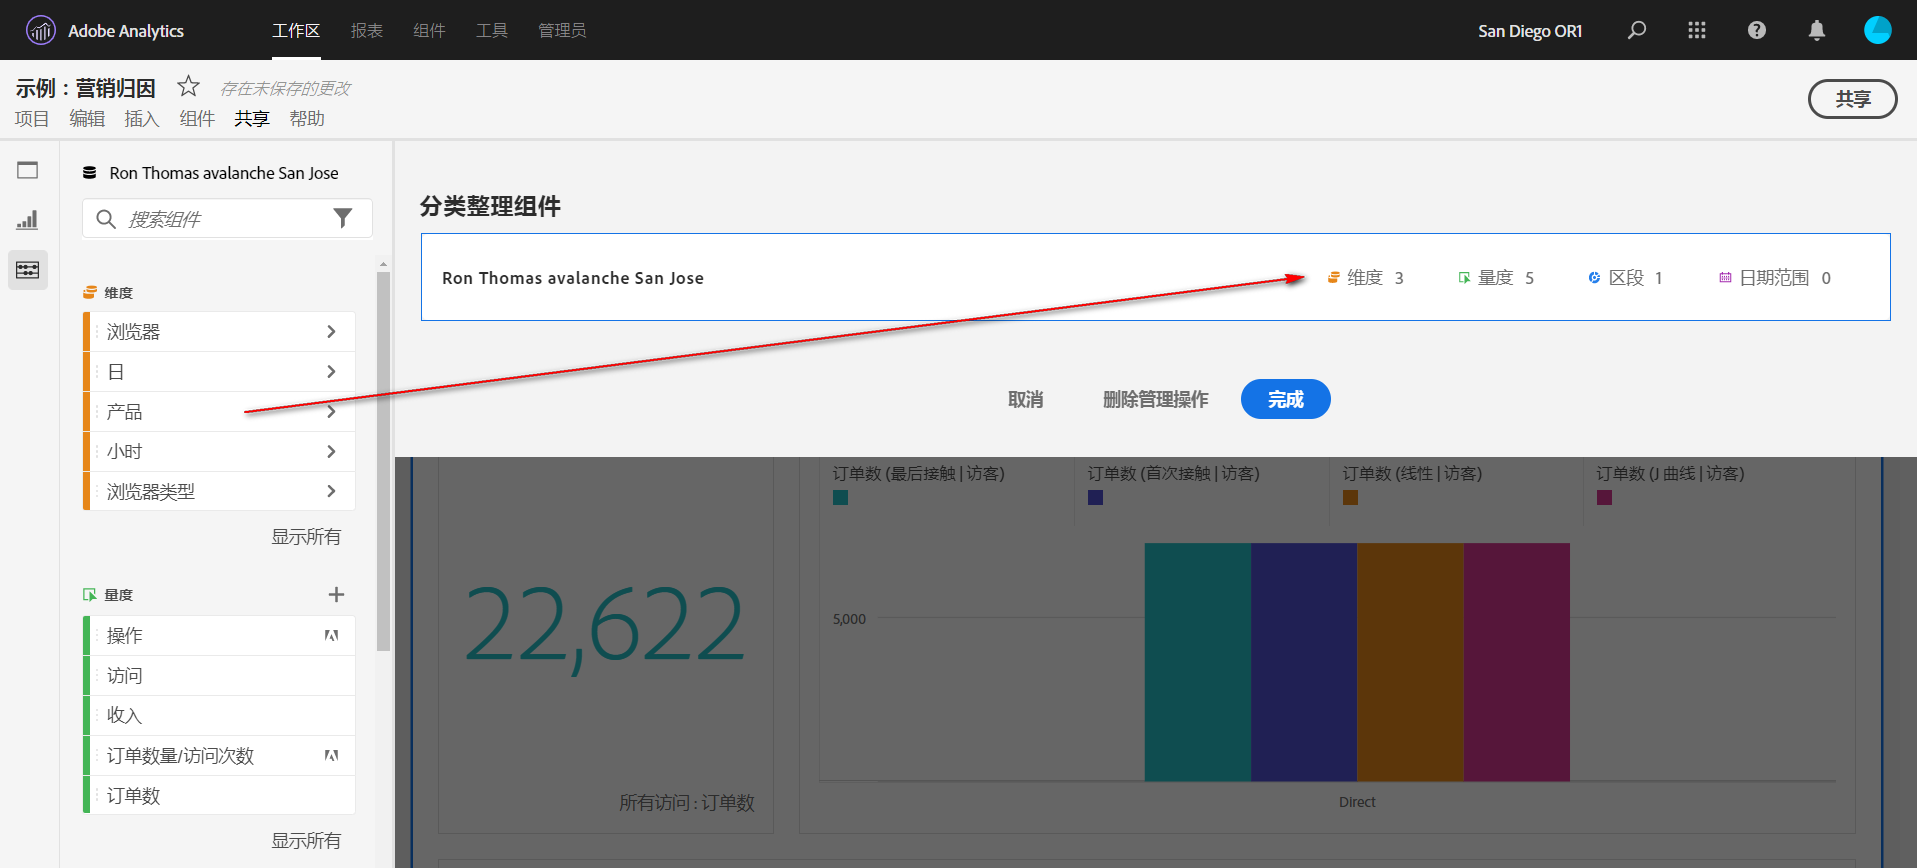 Adobe Analytics 工作区 报表 组件 工具 管理员 San Diego OR1
示例：营销归因 存在未保存的更改
项目 编辑 插入 组件 共享 帮助
共享
Ron Thomas avalanche San Jose
搜索组件
维度
浏览器
日
产品
小时
浏览器类型
显示所有
量度
操作
访问
收入
订单数量/访问次数
订单数
显示所有
分类整理组件
Ron Thomas avalanche San Jose 维度 3 量度 5 区段 1 日期范围 0
取消 删除管理操作 完成
订单数 (最后接触 | 访客) 订单数 (首次接触 | 访客) 订单数 (线性 | 访客) 订单数 (J 曲线 | 访客)
22,622
所有访问 : 订单数
5,000
Direct